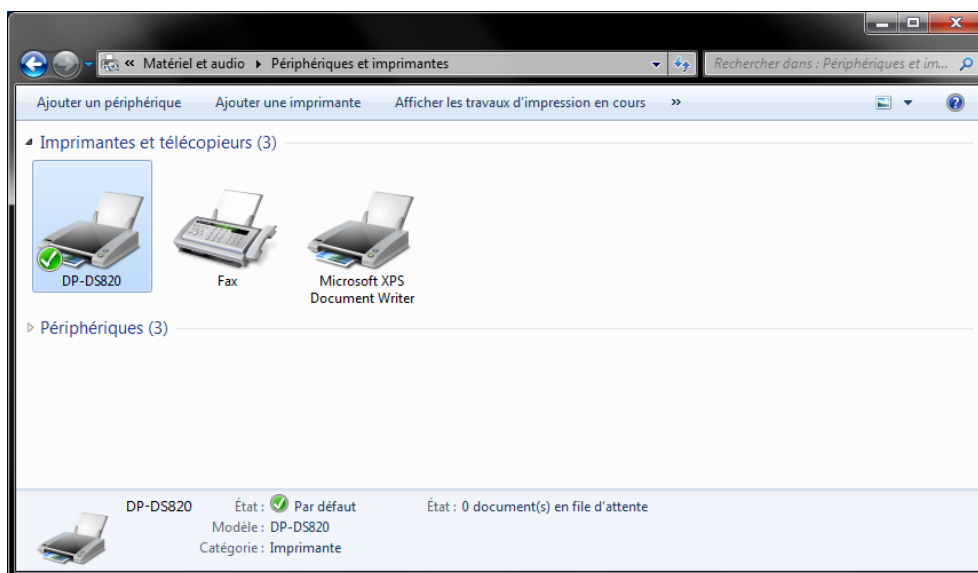 « Matériel et audio Périphériques et imprimantes Rechercher dans : Périphériques et im...
Ajouter un périphérique Ajouter une imprimante Afficher les travaux d'impression en cours »
Imprimantes et télécopieurs (3)
DP-DS820 Fax Microsoft XPS
Document Writer
Périphériques (3)
DP-DS820 État : Par défaut État : 0 document(s) en file d'attente
Modèle : DP-DS820
Catégorie : Imprimante